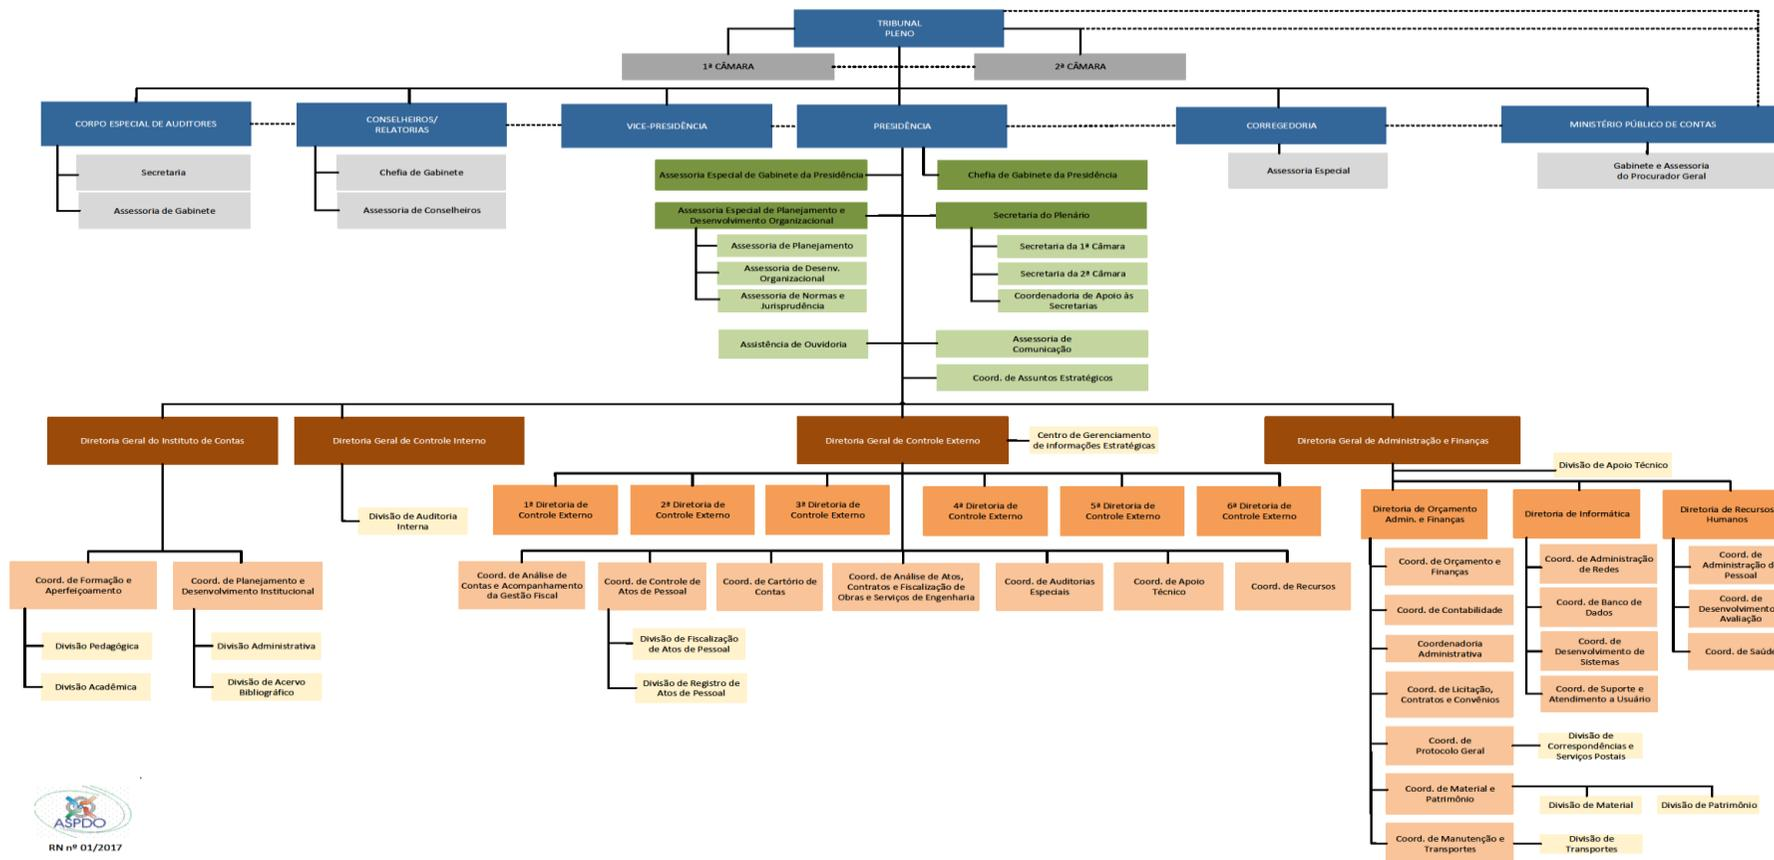 TRIBUNAL
PLENO
1ª CÂMARA
2ª CÂMARA
CORPO ESPECIAL DE AUDITORES
CONSELHEIROS/
RELATORIAS
VICE-PRESIDÊNCIA
PRESIDÊNCIA
CORREGEDORIA
MINISTÉRIO PÚBLICO DE CONTAS
Secretaria
Assessoria de Gabinete
Chefia de Gabinete
Assessoria de Conselheiros
Assessoria Especial de Gabinete da Presidência
Chefia de Gabinete da Presidência
Assessoria Especial
Gabinete e Assessoria
do Procurador Geral
Assessoria Especial de Planejamento e
Desenvolvimento Organizacional
Secretaria do Plenário
Assessoria de Planejamento
Assessoria de Desenv.
Organizacional
Assessoria de Normas e
Jurisprudência
Secretaria da 1ª Câmara
Secretaria da 2ª Câmara
Coordenadoria de Apoio às
Secretarias
Assistência de Ouvidoria
Assessoria de
Comunicação
Coord. de Assuntos Estratégicos
Diretoria Geral do Instituto de Contas
Diretoria Geral de Controle Interno
Diretoria Geral de Controle Externo
Centro de Gerenciamento
de Informações Estratégicas
Diretoria Geral de Administração e Finanças
Divisão de Apoio Técnico
Divisão de Auditoria
Interna
1ª Diretoria de
Controle Externo
2ª Diretoria de
Controle Externo
3ª Diretoria de
Controle Externo
4ª Diretoria de
Controle Externo
5ª Diretoria de
Controle Externo
6ª Diretoria de
Controle Externo
Diretoria de Orçamento
Admin. e Finanças
Diretoria de Informática
Diretoria de Recursos
Humanos
Coord. de Formação e
Aperfeiçoamento
Coord. de Planejamento e
Desenvolvimento Institucional
Divisão Pedagógica
Divisão Acadêmica
Divisão Administrativa
Divisão de Acervo
Bibliográfico
Coord. de Análise de
Contas e Acompanhamento
da Gestão Fiscal
Coord. de Controle de
Atos de Pessoal
Coord. de Cartório de
Contas
Coord. de Análise de Atos,
Contratos e Fiscalização de
Obras e Serviços de Engenharia
Coord. de Auditorias
Especiais
Coord. de Apoio
Técnico
Coord. de Recursos
Divisão de Fiscalização
de Atos de Pessoal
Divisão de Registro de
Atos de Pessoal
Coord. de Orçamento e
Finanças
Coord. de Contabilidade
Coordenadoria
Administrativa
Coord. de Licitação,
Contratos e Convênios
Coord. de
Protocolo Geral
Divisão de
Correspondências e
Serviços Postais
Coord. de Material e
Patrimônio
Divisão de Material
Divisão de Patrimônio
Coord. de Manutenção e
Transportes
Divisão de
Transportes
Coord. de Administração
de Redes
Coord. de Banco de
Dados
Coord. de
Desenvolvimento de
Sistemas
Coord. de Suporte e
Atendimento a Usuário
Coord. de
Administração d
Pessoal
Coord. de
Desenvolvimento
Avaliação
Coord. de Saúde
ASPDO
RN nº 01/2017